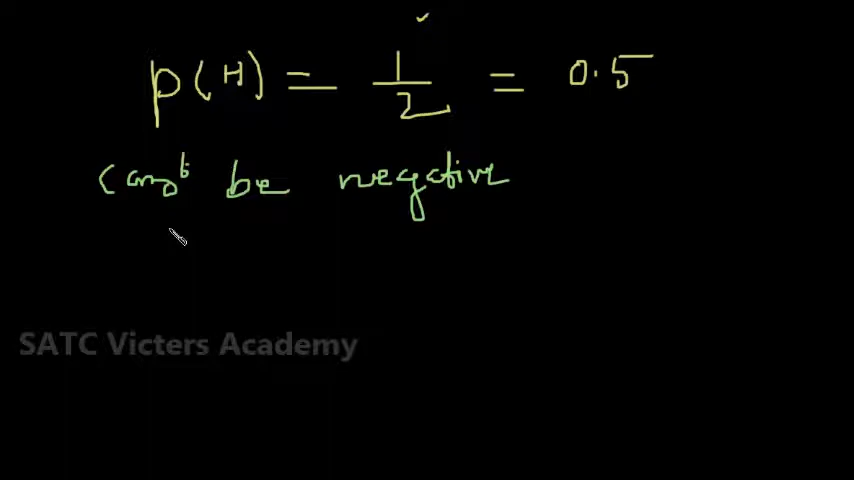 P(H) = 1/2 = 0.5
Can't be negative
SATC Victers Academy